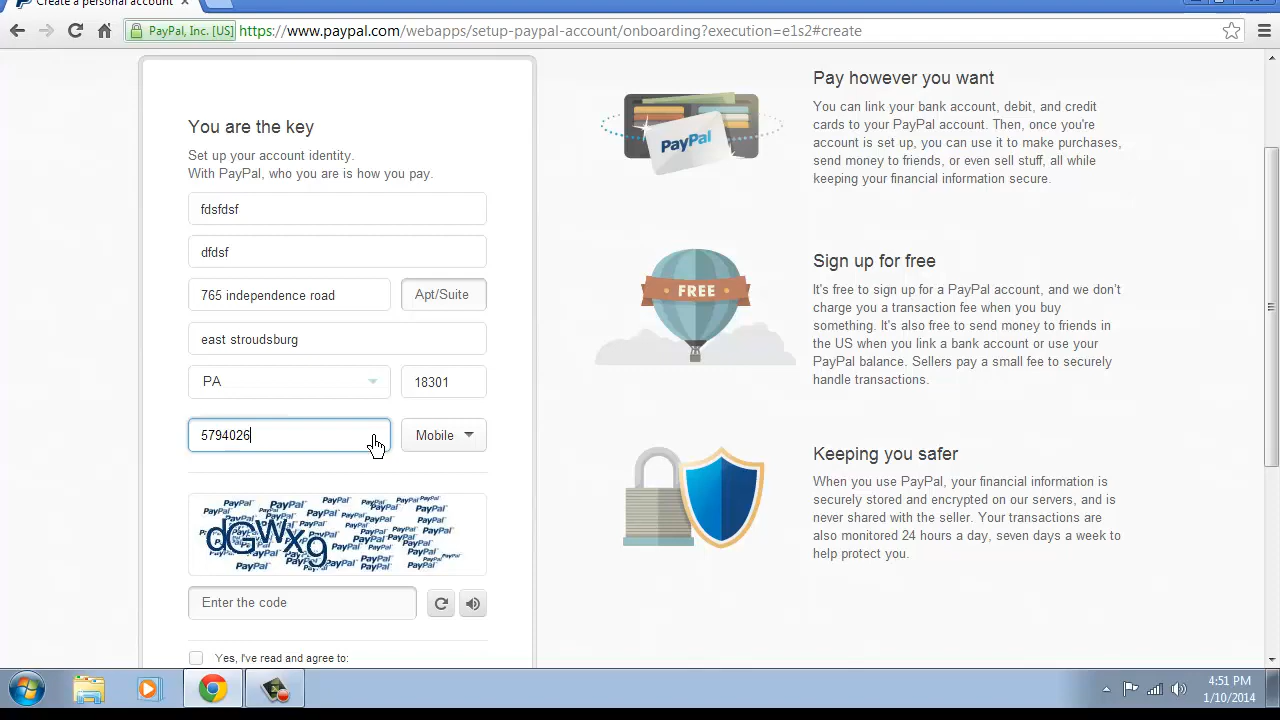 Create a personal account
PayPal, Inc. [US] https://www.paypal.com/webapps/setup-paypal-account/onboarding?execution=e1s2#create
You are the key
Set up your account identity.
With PayPal, who you are is how you pay.
fdsfdsf
dfdsf
765 independence road
Apt/Suite
east stroudsburg
PA
18301
5794026
Mobile
Enter the code
Yes, I've read and agree to:
Pay however you want
You can link your bank account, debit, and credit
cards to your PayPal account. Then, once you're
account is set up, you can use it to make purchases,
send money to friends, or even sell stuff, all while
keeping your financial information secure.
PayPal
Sign up for free
It's free to sign up for a PayPal account, and we don't
charge you a transaction fee when you buy
something. It's also free to send money to friends in
the US when you link a bank account or use your
PayPal balance. Sellers pay a small fee to securely
handle transactions.
FREE
Keeping you safer
When you use PayPal, your financial information is
securely stored and encrypted on our servers, and is
never shared with the seller. Your transactions are
also monitored 24 hours a day, seven days a week to
help protect you.
4:51 PM
1/10/2014